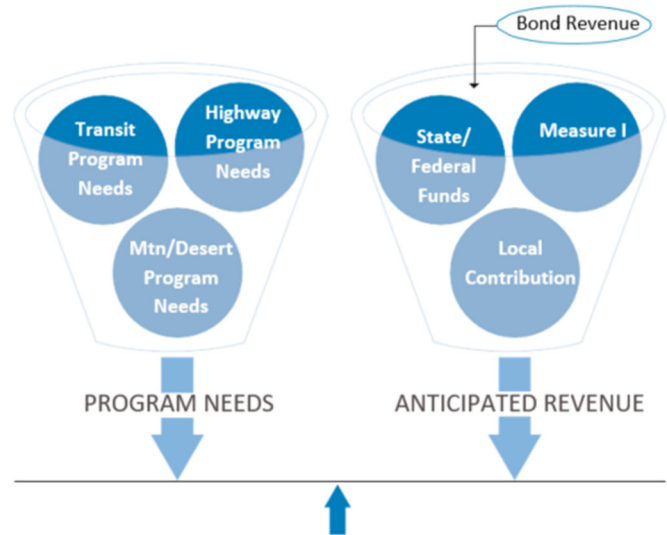 Bond Revenue
Transit
Program
Needs
Highway
Program
Needs
Mtn/Desert
Program
Needs
State/
Federal
Funds
Measure I
Local
Contribution
PROGRAM NEEDS
ANTICIPATED REVENUE